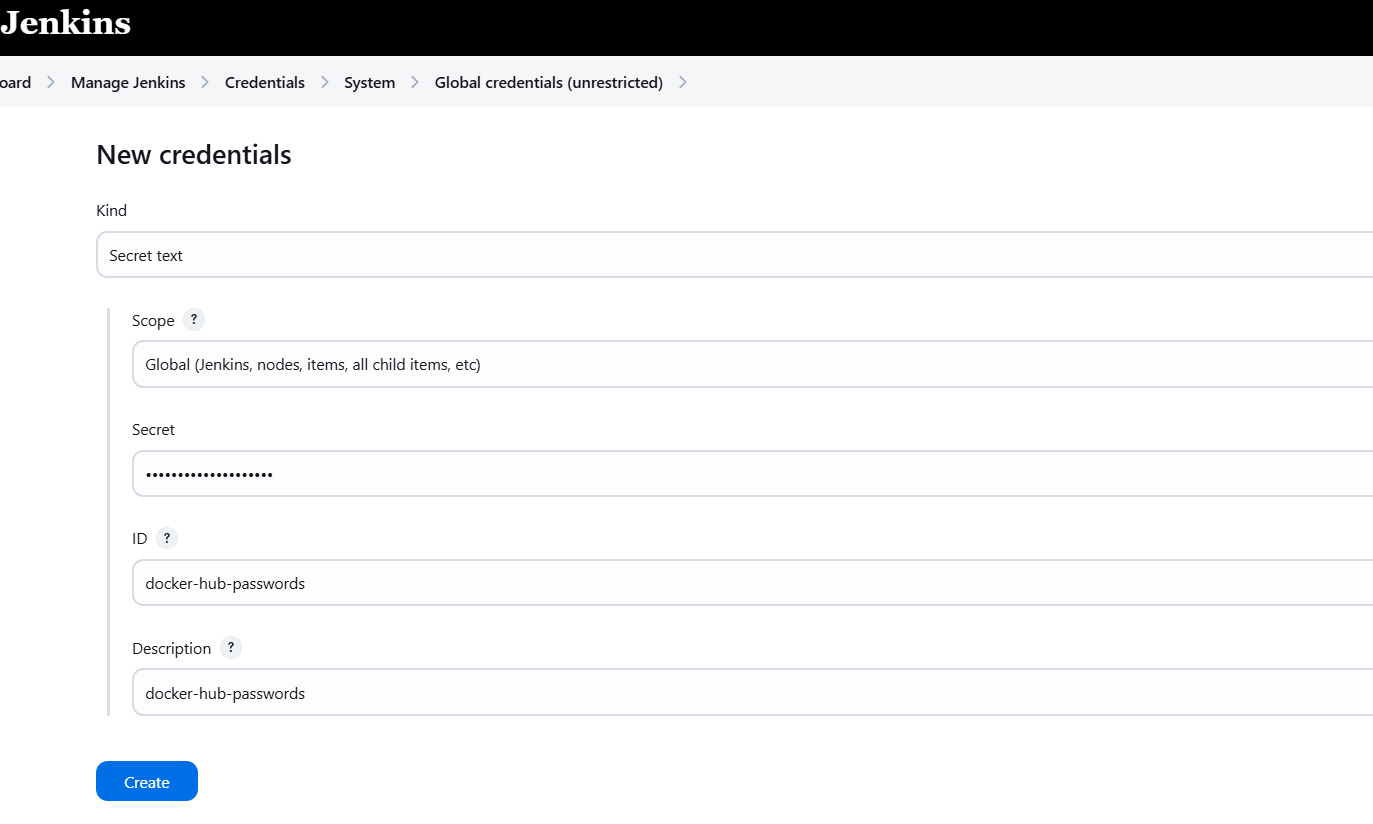 Jenkins
oard > Manage Jenkins > Credentials > System > Global credentials (unrestricted) >
New credentials
Kind
Secret text
Scope ?
Global (Jenkins, nodes, items, all child items, etc)
Secret
••••••••••••••••••••
ID ?
docker-hub-passwords
Description ?
docker-hub-passwords
Create